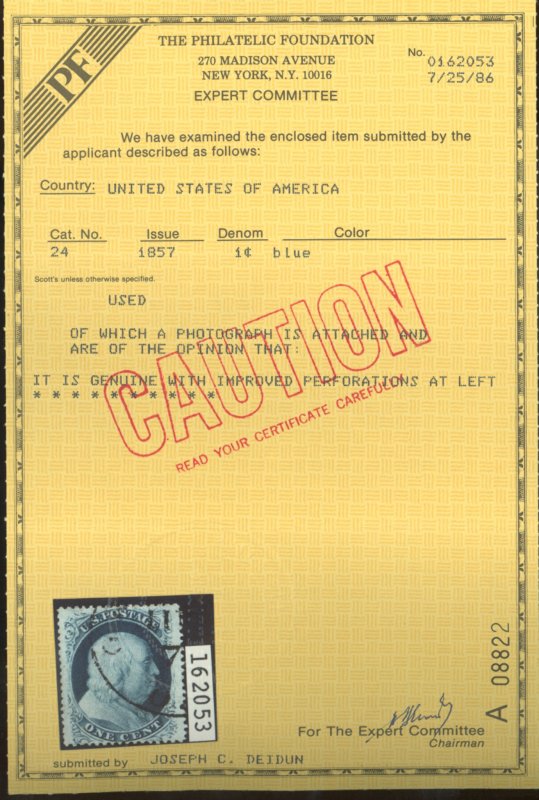 PF
THE PHILATELIC FOUNDATION
270 MADISON AVENUE
NEW YORK, N.Y. 10016
EXPERT COMMITTEE
No. 0162053
7/25/86
We have examined the enclosed item submitted by the
applicant described as follows:
Country: UNITED STATES OF AMERICA
Cat. No. Issue Denom Color
24 1857 1¢ blue
Scott's unless otherwise specified.
USED
OF WHICH A PHOTOGRAPH IS ATTACHED AND
ARE OF THE OPINION THAT:
IT IS GENUINE WITH IMPROVED PERFORATIONS AT LEFT
* * * * * * * * * * *
CAUTION
READ YOUR CERTIFICATE CAREFULLY
U.S. POSTAGE
ONE CENT
162053
A 08822
For The Expert Committee
Chairman
submitted by JOSEPH C. DEIDUN